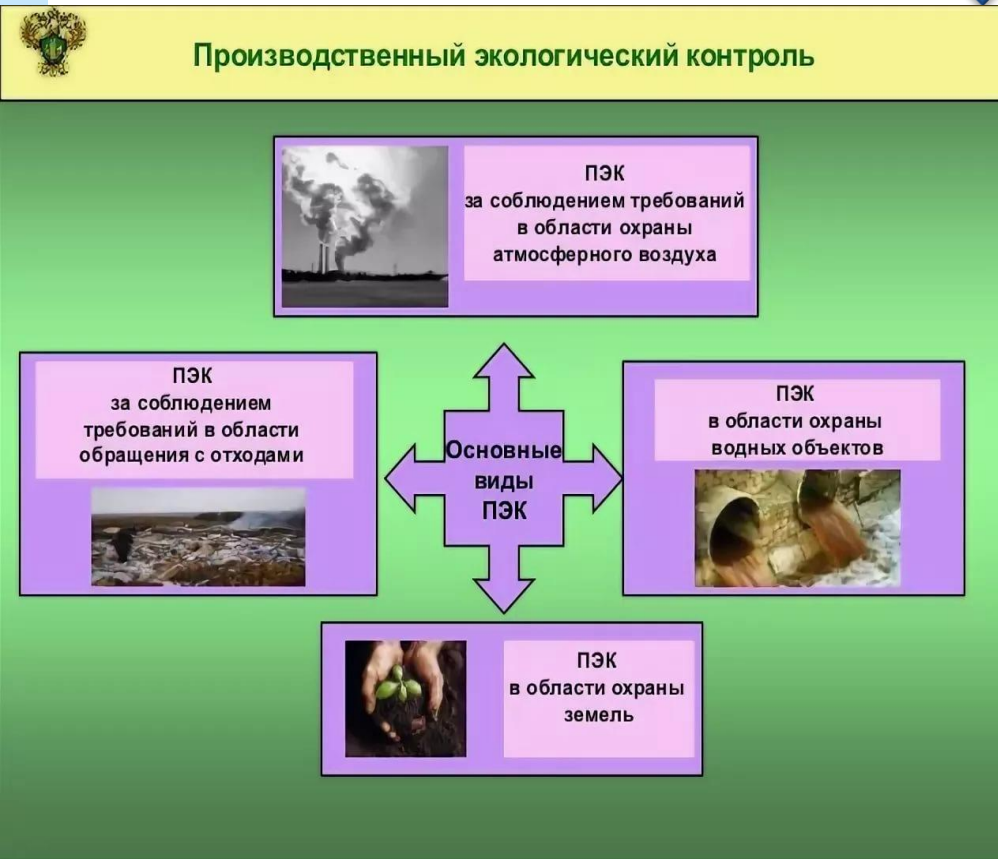 Производственный экологический контроль
ПЭК
за соблюдением требований
в области охраны
атмосферного воздуха
ПЭК
за соблюдением
требований в области
обращения с отходами
Основные
виды
ПЭК
ПЭК
в области охраны
водных объектов
ПЭК
в области охраны
земель